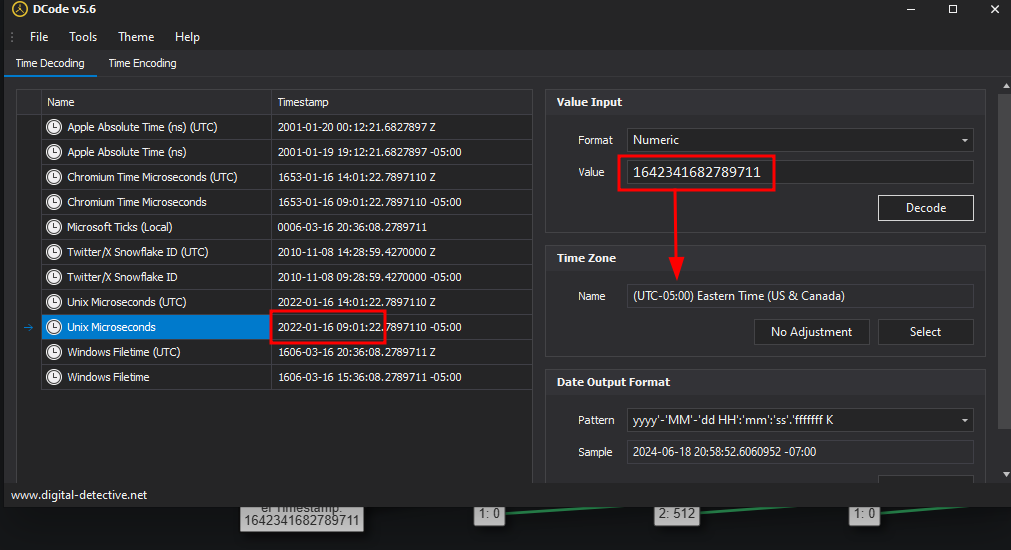 DCode v5.6
File Tools Theme Help
Time Decoding Time Encoding
Name Timestamp
Apple Absolute Time (ns) (UTC) 2001-01-20 00:12:21.6827897 Z
Apple Absolute Time (ns) 2001-01-19 19:12:21.6827897 -05:00
Chromium Time Microseconds (UTC) 1653-01-16 14:01:22.7897110 Z
Chromium Time Microseconds 1653-01-16 09:01:22.7897110 -05:00
Microsoft Ticks (Local) 0006-03-16 20:36:08.2789711
Twitter/X Snowflake ID (UTC) 2010-11-08 14:28:59.4270000 Z
Twitter/X Snowflake ID 2010-11-08 09:28:59.4270000 -05:00
Unix Microseconds (UTC) 2022-01-16 14:01:22.7897110 Z
Unix Microseconds 2022-01-16 09:01:22.7897110 -05:00
Windows Filetime (UTC) 1606-03-16 20:36:08.2789711 Z
Windows Filetime 1606-03-16 15:36:08.2789711 -05:00
Value Input
Format Numeric
Value 1642341682789711
Decode
Time Zone
Name (UTC-05:00) Eastern Time (US & Canada)
No Adjustment Select
Date Output Format
Pattern yyyy'-'MM'-'dd HH':'mm':'ss'.'fffffff K
Sample 2024-06-18 20:58:52.6060952 -07:00
www.digital-detective.net
er Timestamp:
1642341682789711
1: 0
2: 512
1: 0